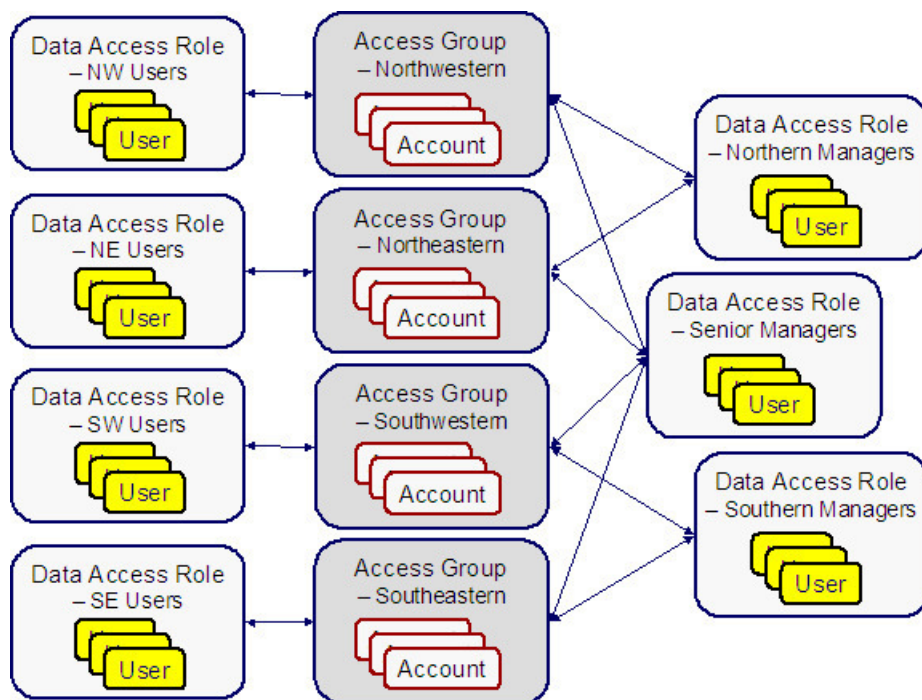 Data Access Role
– NW Users
User
Access Group
– Northwestern
Account
Data Access Role
– Northern Managers
User
Data Access Role
– NE Users
User
Access Group
– Northeastern
Account
Data Access Role
– Senior Managers
User
Data Access Role
– SW Users
User
Access Group
– Southwestern
Account
Data Access Role
– Southern Managers
User
Data Access Role
– SE Users
User
Access Group
– Southeastern
Account